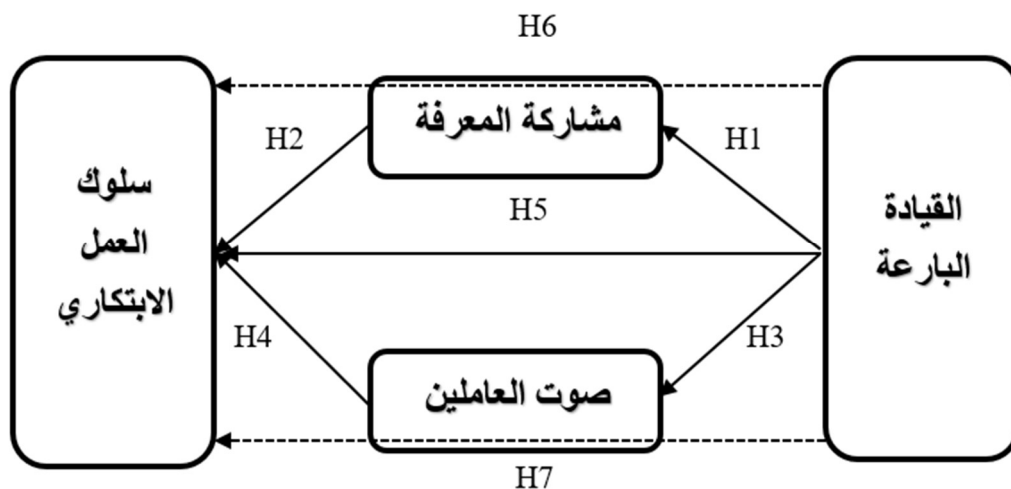 H6
القيادة
البارعة
مشاركة المعرفة
H1
H2
H5
سلوك
العمل
الابتكاري
H3
H4
صوت العاملين
H7